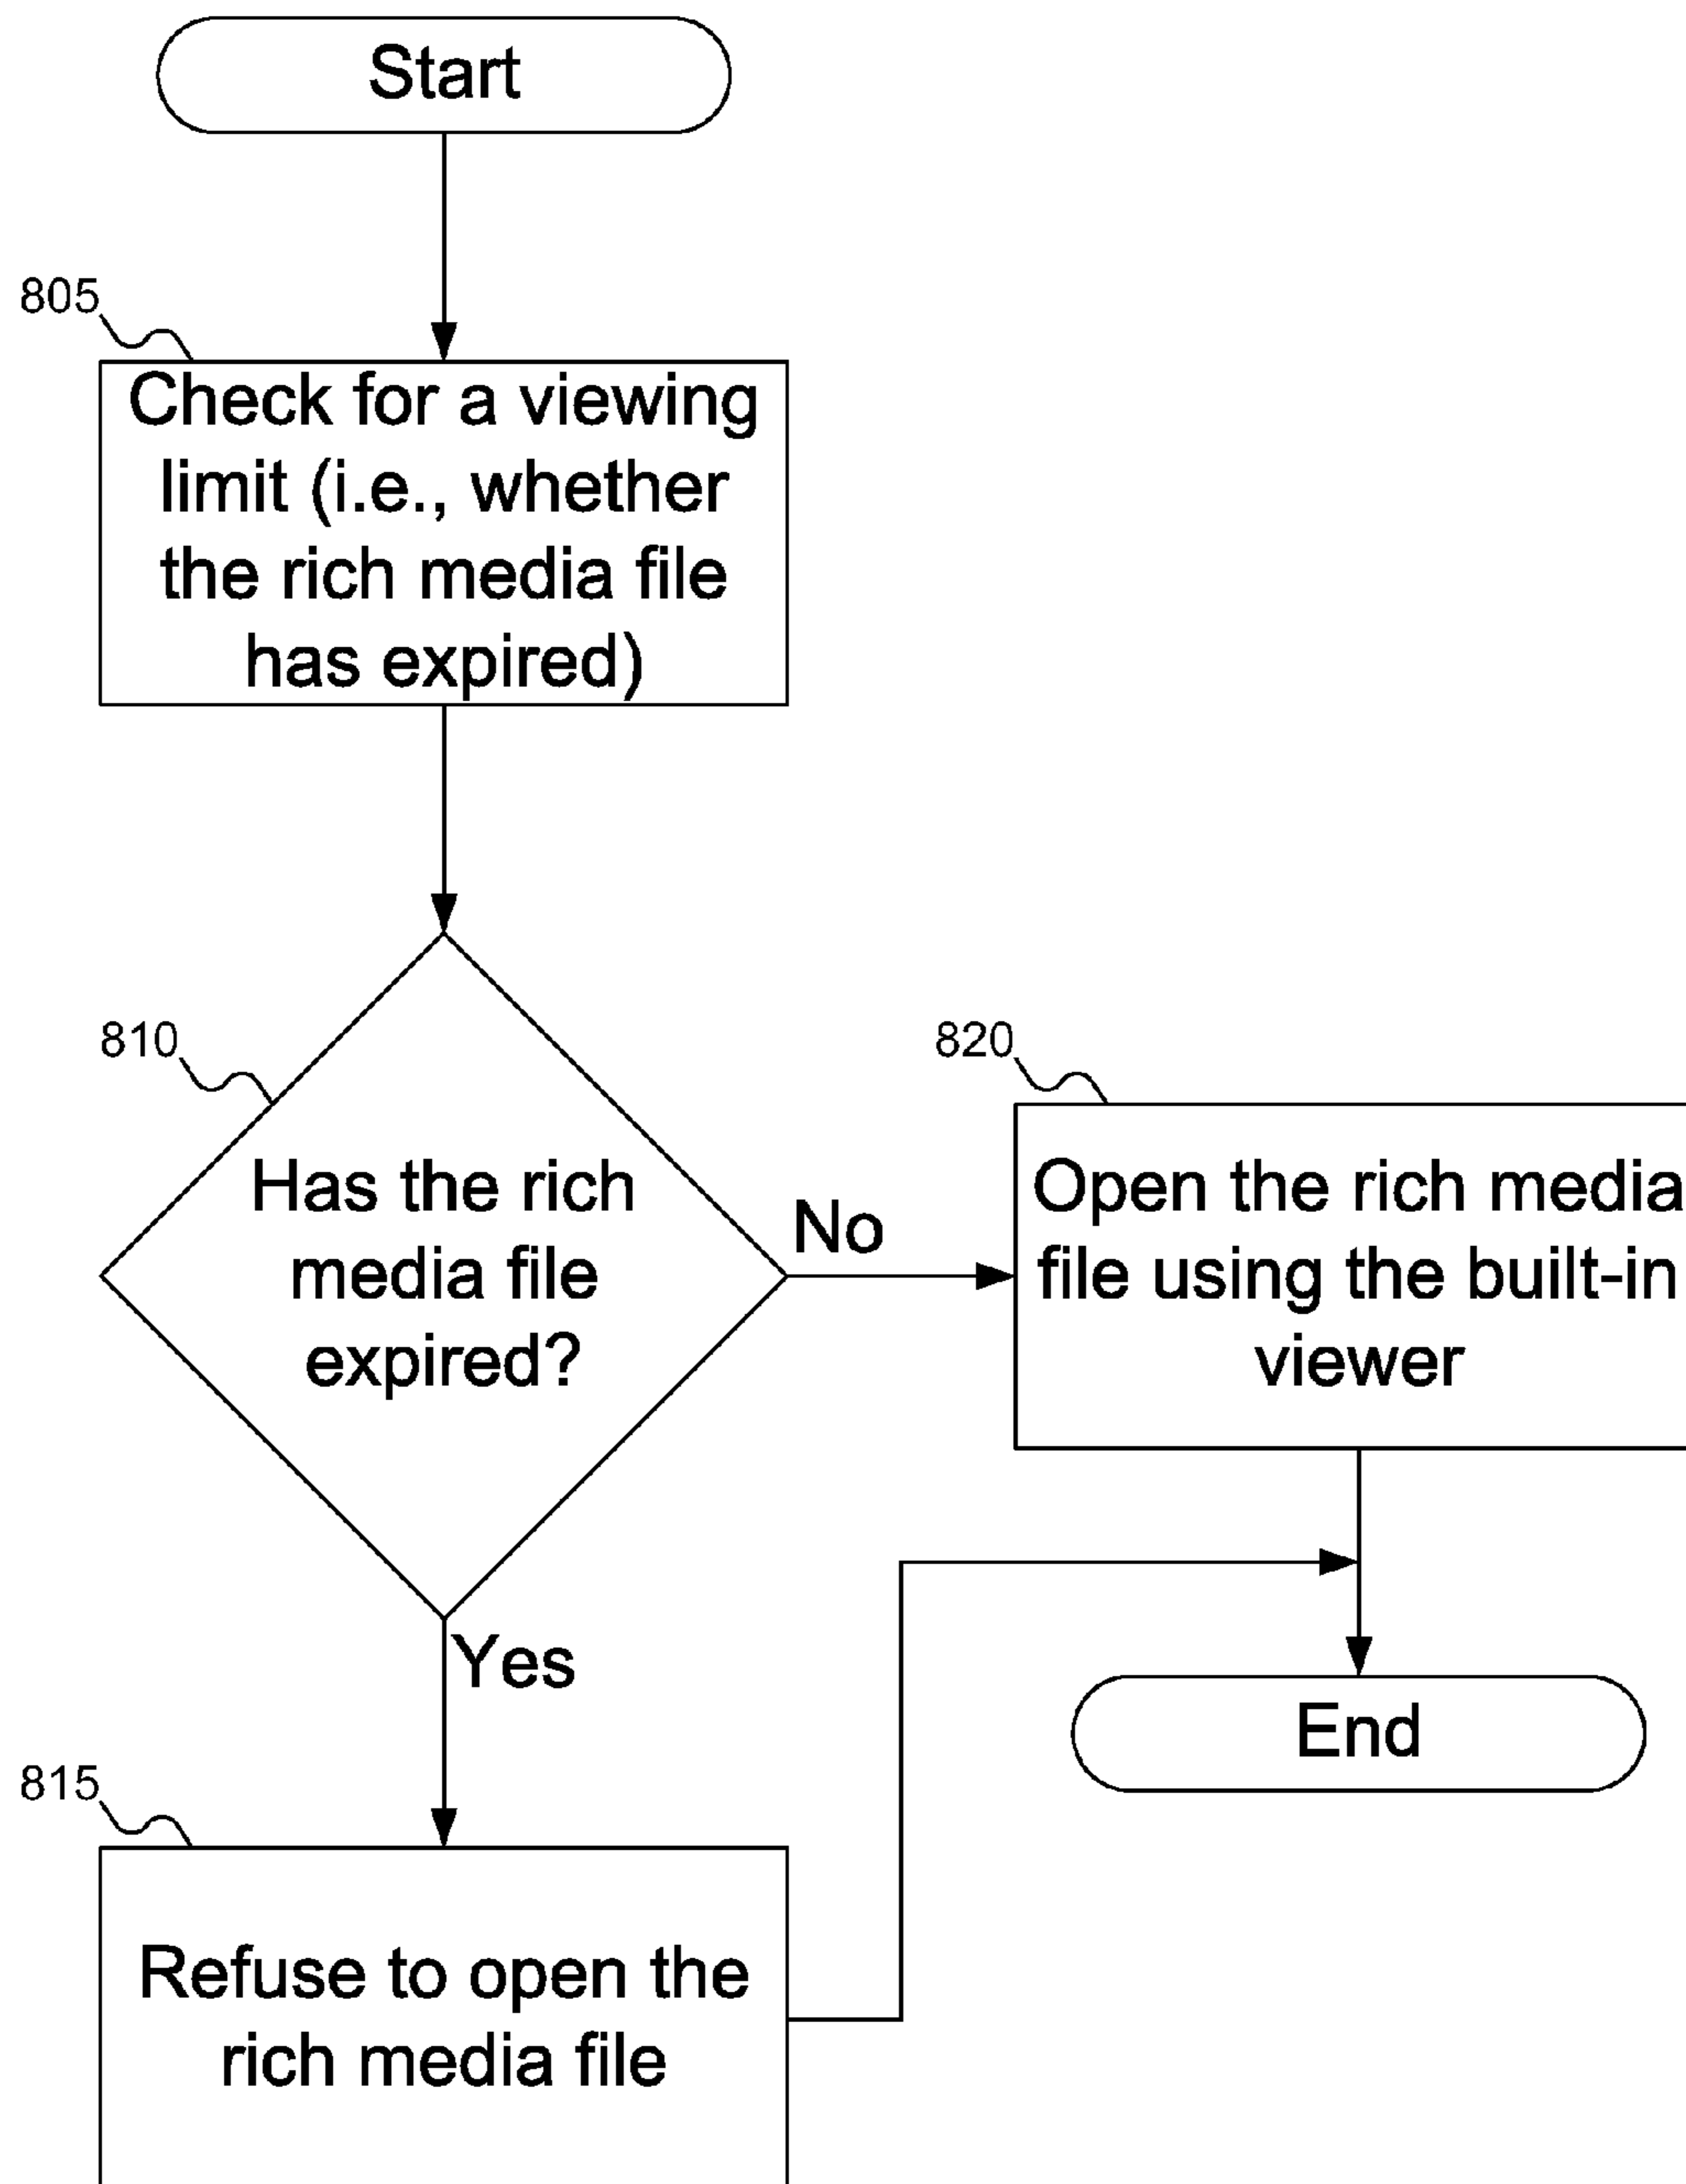 Start
805
Check for a viewing
limit (i.e., whether
the rich media file
has expired)
810
Has the rich
media file
expired?
No
820
Open the rich media
file using the built-in
viewer
Yes
End
815
Refuse to open the
rich media file